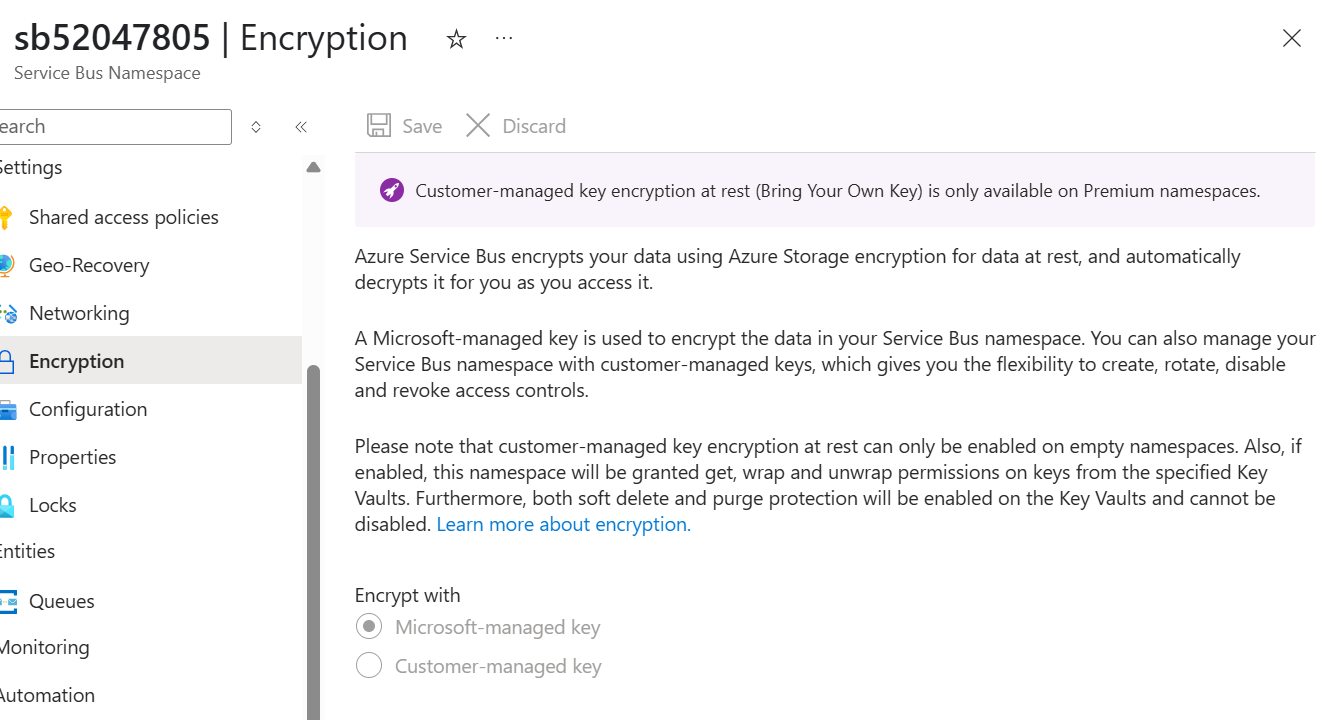 sb52047805 | Encryption
Service Bus Namespace
earch
Save
Discard
Settings
Shared access policies
Geo-Recovery
Networking
Encryption
Configuration
Properties
Locks
Entities
Queues
Monitoring
Automation
Customer-managed key encryption at rest (Bring Your Own Key) is only available on Premium namespaces.
Azure Service Bus encrypts your data using Azure Storage encryption for data at rest, and automatically
decrypts it for you as you access it.
A Microsoft-managed key is used to encrypt the data in your Service Bus namespace. You can also manage your
Service Bus namespace with customer-managed keys, which gives you the flexibility to create, rotate, disable
and revoke access controls.
Please note that customer-managed key encryption at rest can only be enabled on empty namespaces. Also, if
enabled, this namespace will be granted get, wrap and unwrap permissions on keys from the specified Key
Vaults. Furthermore, both soft delete and purge protection will be enabled on the Key Vaults and cannot be
disabled. Learn more about encryption.
Encrypt with
Microsoft-managed key
Customer-managed key